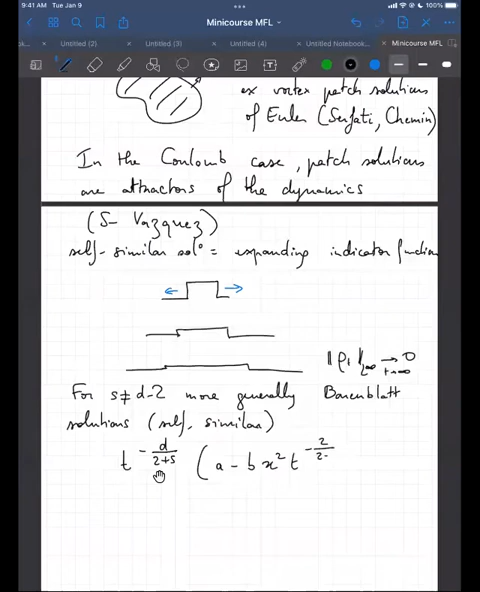 9:41 AM Tue Jan 9
100%
Minicourse MFL
Untitled (2)
Untitled (3)
Untitled (4)
Untitled Notebook...
Minicourse MFL
ex vortex patch solutions
of Euler (Serfati, Chemin)
In the Coulomb case, patch solutions
are attractors of the dynamics
(S- Vazquez)
self-similar sol° = expanding indicator function
‖ρ‖_{L^∞} → 0
t→+∞
For s≠d-2 more generally Barenblatt
solutions (self. similar)
t^{-d/(2+s)} (a - b x² t^{-2/2-